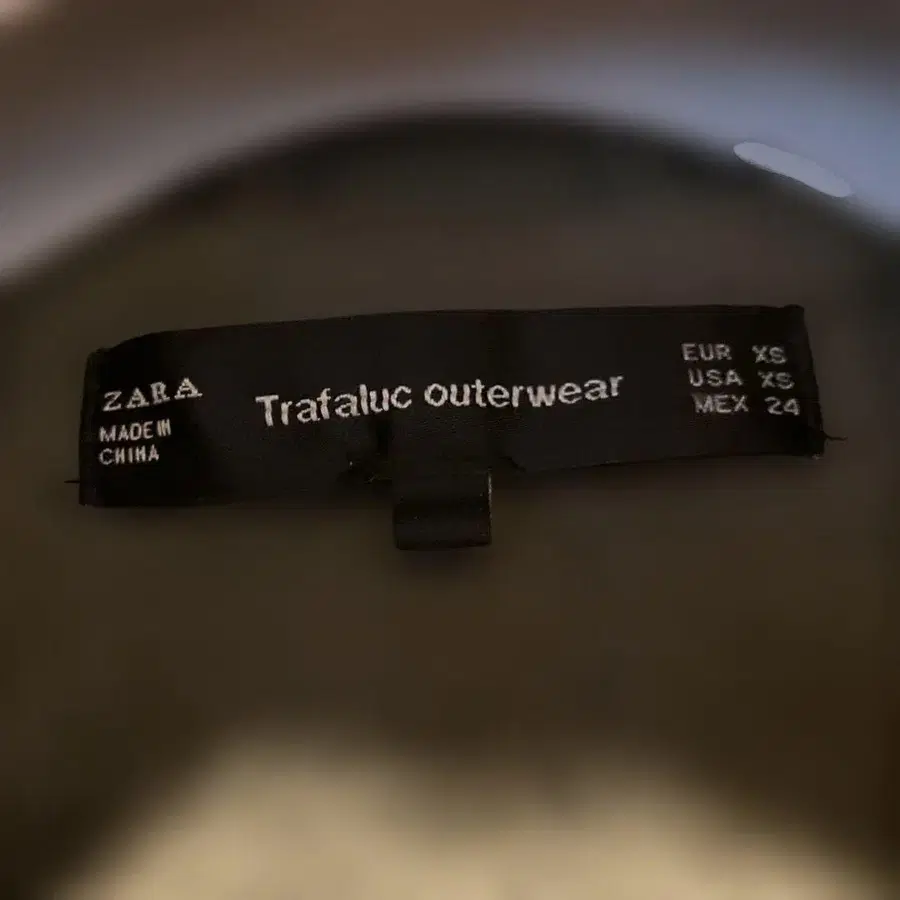 ZARA
MADE IN
CHINA
Trafaluc outerwear
EUR XS
USA XS
MEX 24